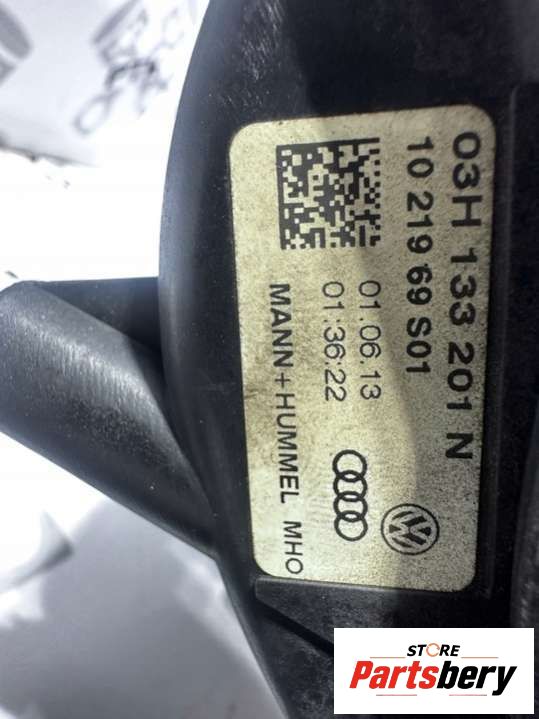 03H 133 201 N
10 219 69 S01
01.06.13
01:36:22
MANN+HUMMEL MHO
STORE
Partsbery